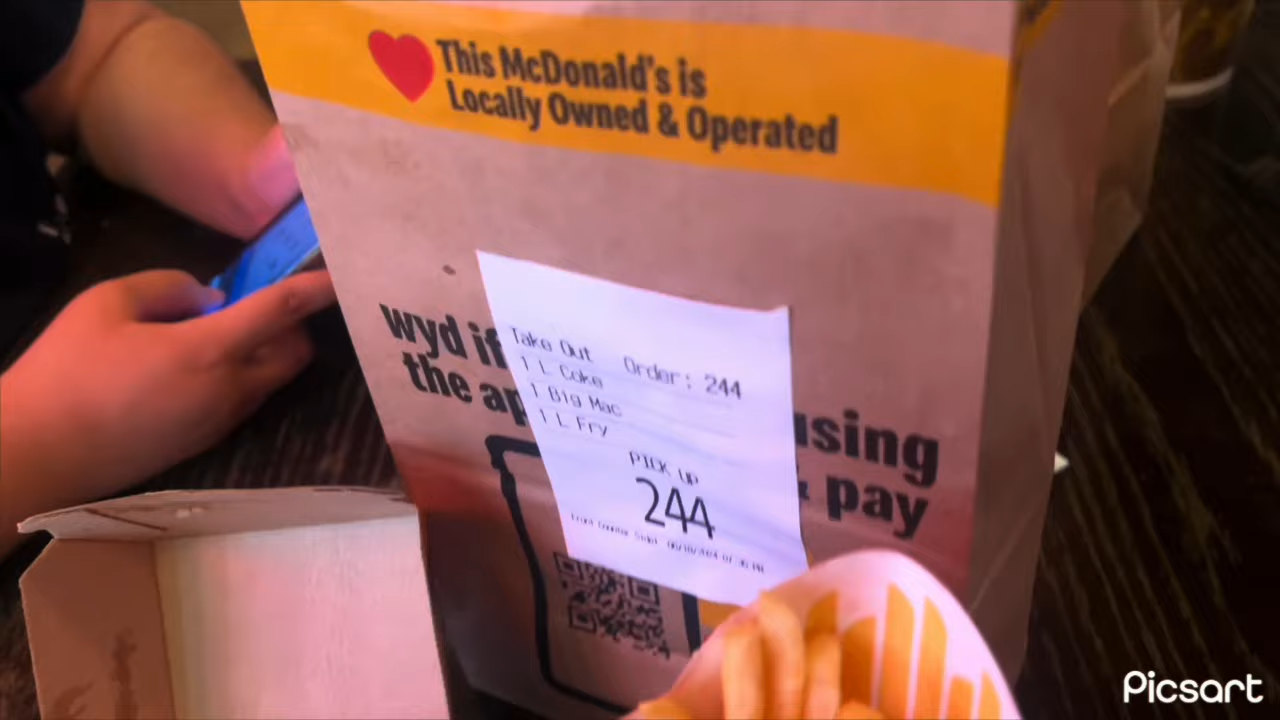 This McDonald's is
Locally Owned & Operated
wyd if
the ap
using
& pay
Take Out Order: 244
1 L Coke
1 Big Mac
1 L Fry
PICK UP
244
Picsart